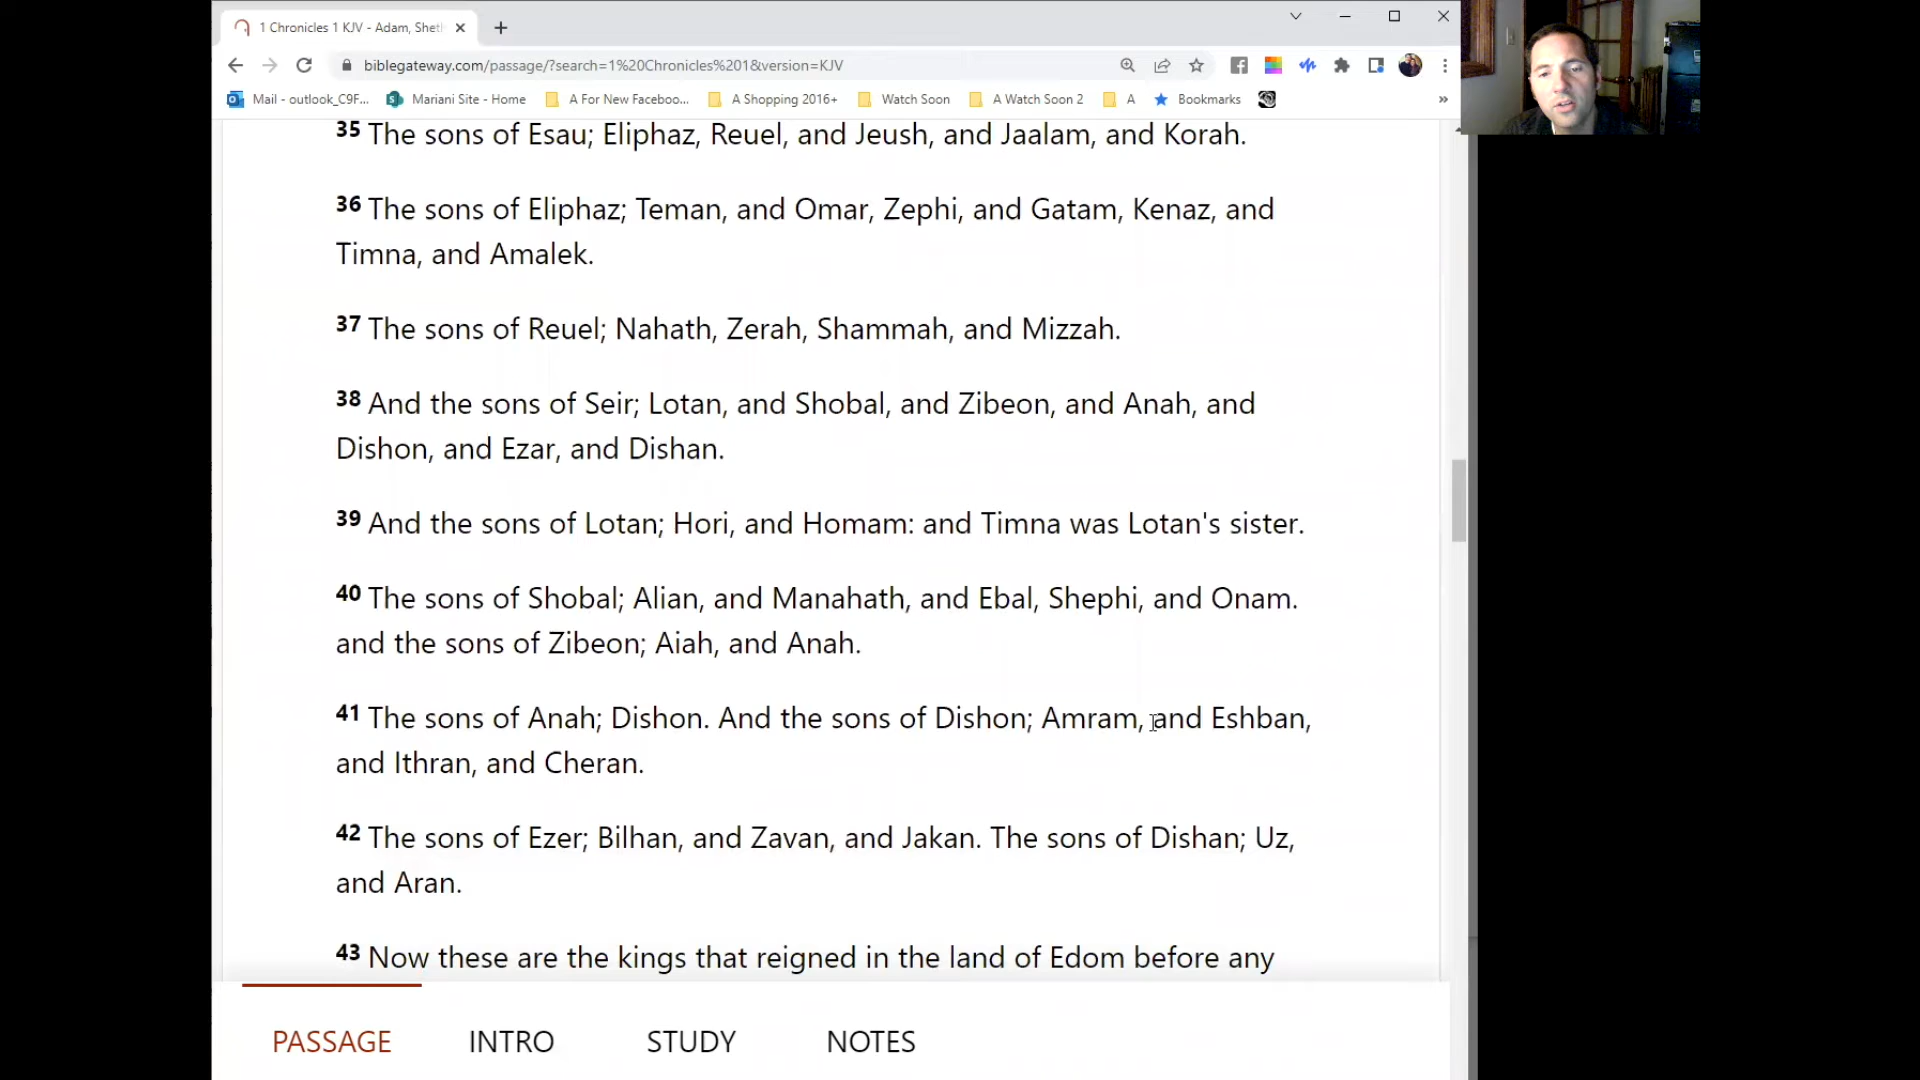 1 Chronicles 1 KJV - Adam, Sheth
biblegateway.com/passage/?search=1%20Chronicles%201&version=KJV
Mail - outlook_C9F...
Mariani Site - Home
A For New Faceboo...
A Shopping 2016+
Watch Soon
A Watch Soon 2
A
Bookmarks
»
35 The sons of Esau; Eliphaz, Reuel, and Jeush, and Jaalam, and Korah.
36 The sons of Eliphaz; Teman, and Omar, Zephi, and Gatam, Kenaz, and
Timna, and Amalek.
37 The sons of Reuel; Nahath, Zerah, Shammah, and Mizzah.
38 And the sons of Seir; Lotan, and Shobal, and Zibeon, and Anah, and
Dishon, and Ezar, and Dishan.
39 And the sons of Lotan; Hori, and Homam: and Timna was Lotan's sister.
40 The sons of Shobal; Alian, and Manahath, and Ebal, Shephi, and Onam.
and the sons of Zibeon; Aiah, and Anah.
41 The sons of Anah; Dishon. And the sons of Dishon; Amram, and Eshban,
and Ithran, and Cheran.
42 The sons of Ezer; Bilhan, and Zavan, and Jakan. The sons of Dishan; Uz,
and Aran.
43 Now these are the kings that reigned in the land of Edom before any
PASSAGE INTRO STUDY NOTES